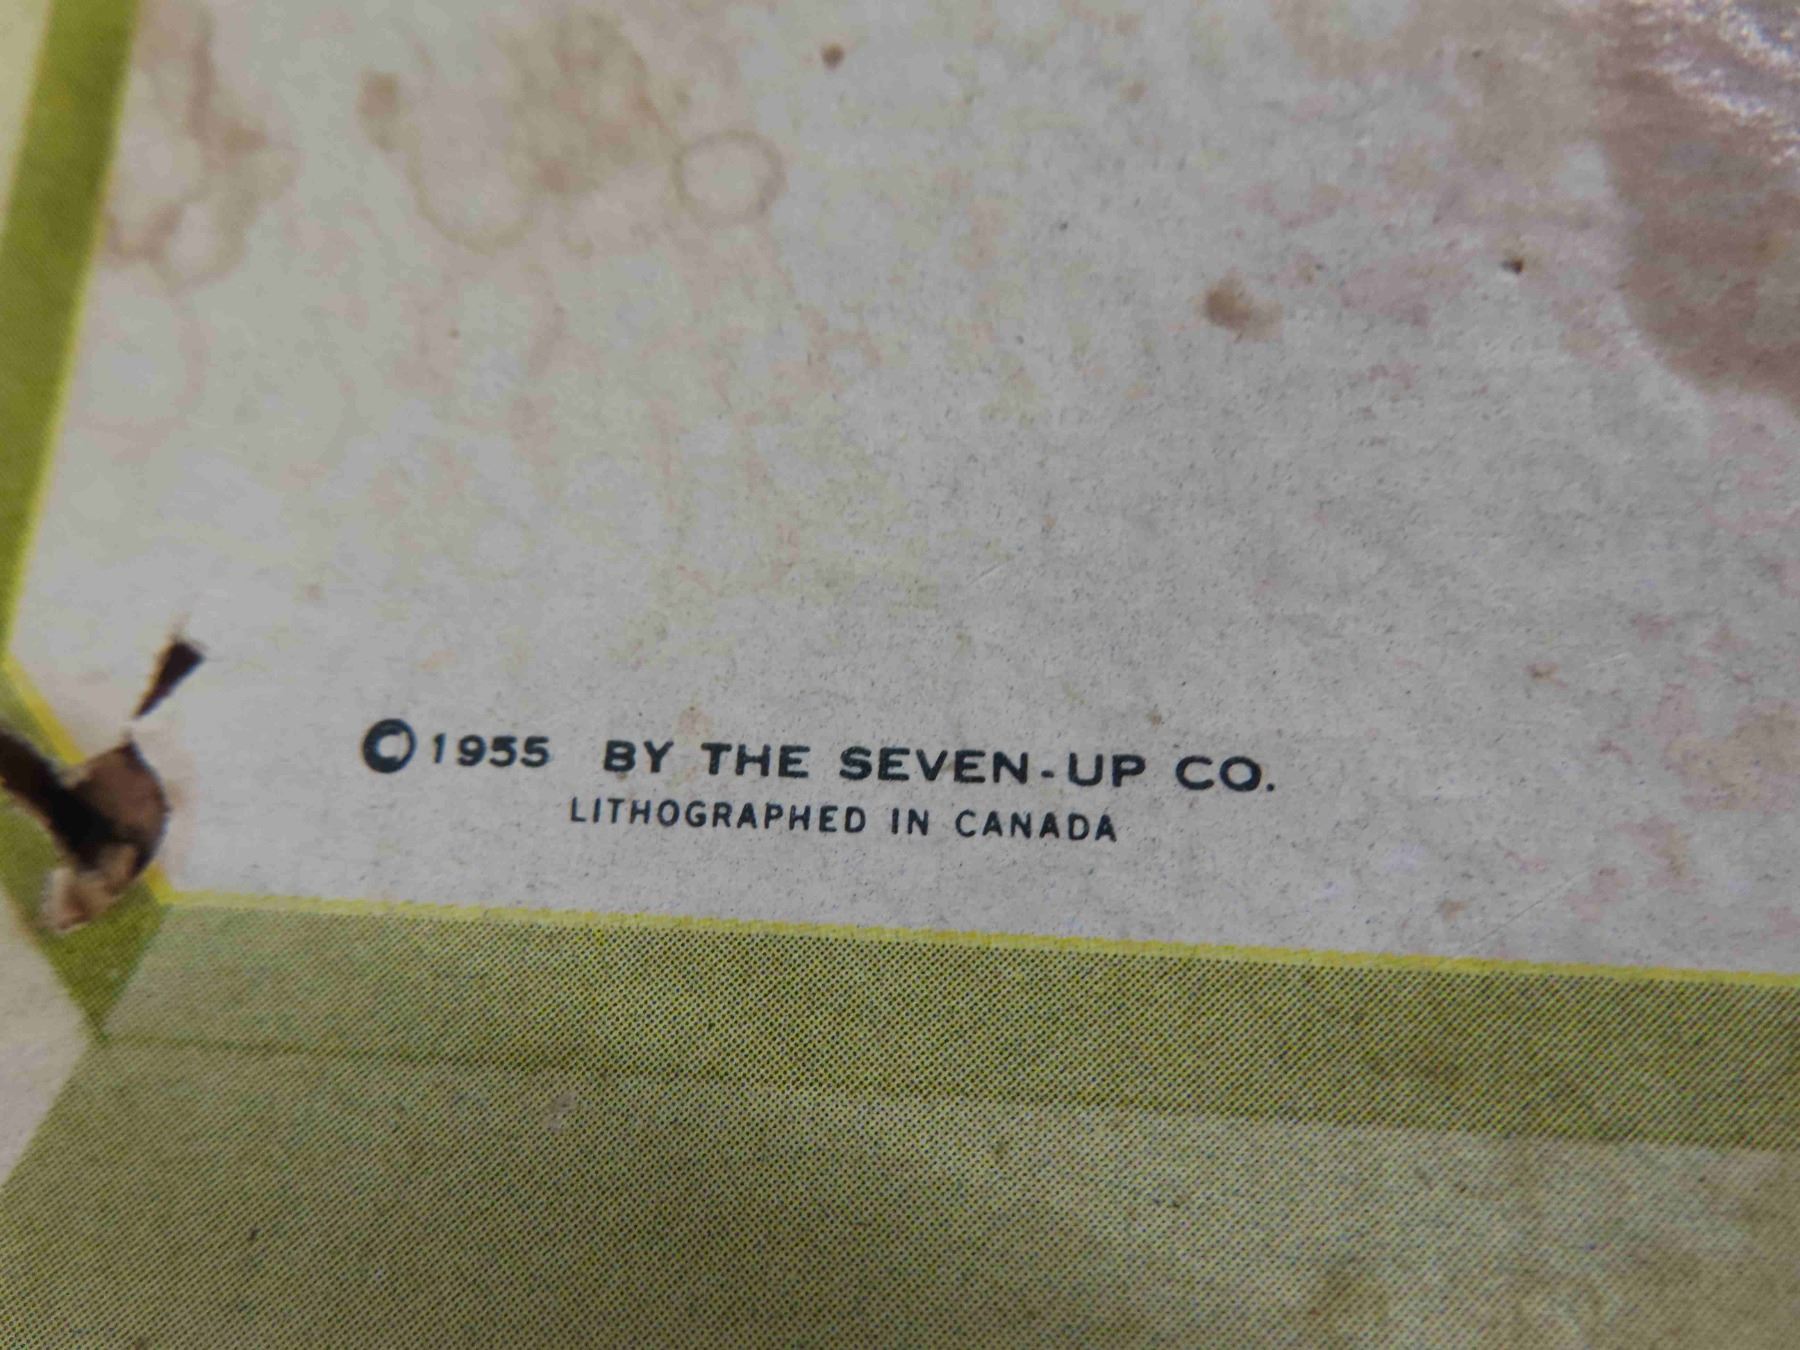 ©1955 BY THE SEVEN-UP CO.
LITHOGRAPHED IN CANADA